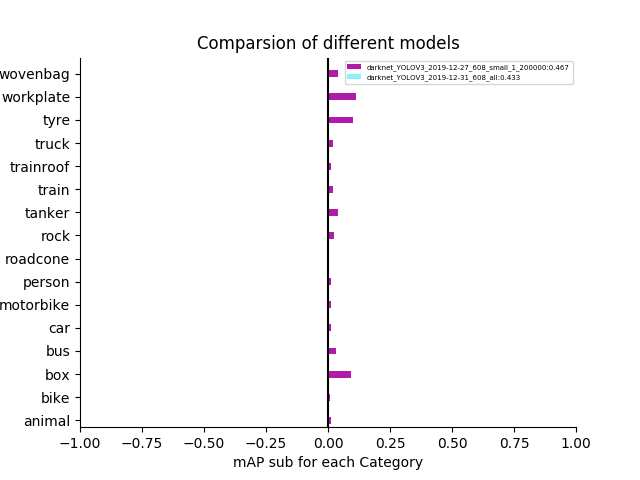 Comparsion of different models
darknet_YOLOV3_2019-12-27_608_small_1_200000:0.467
darknet_YOLOV3_2019-12-31_608_all:0.433
wovenbag
workplate
tyre
truck
trainroof
train
tanker
rock
roadcone
person
motorbike
car
bus
box
bike
animal
−1.00 −0.75 −0.50 −0.25 0.00 0.25 0.50 0.75 1.00
mAP sub for each Category